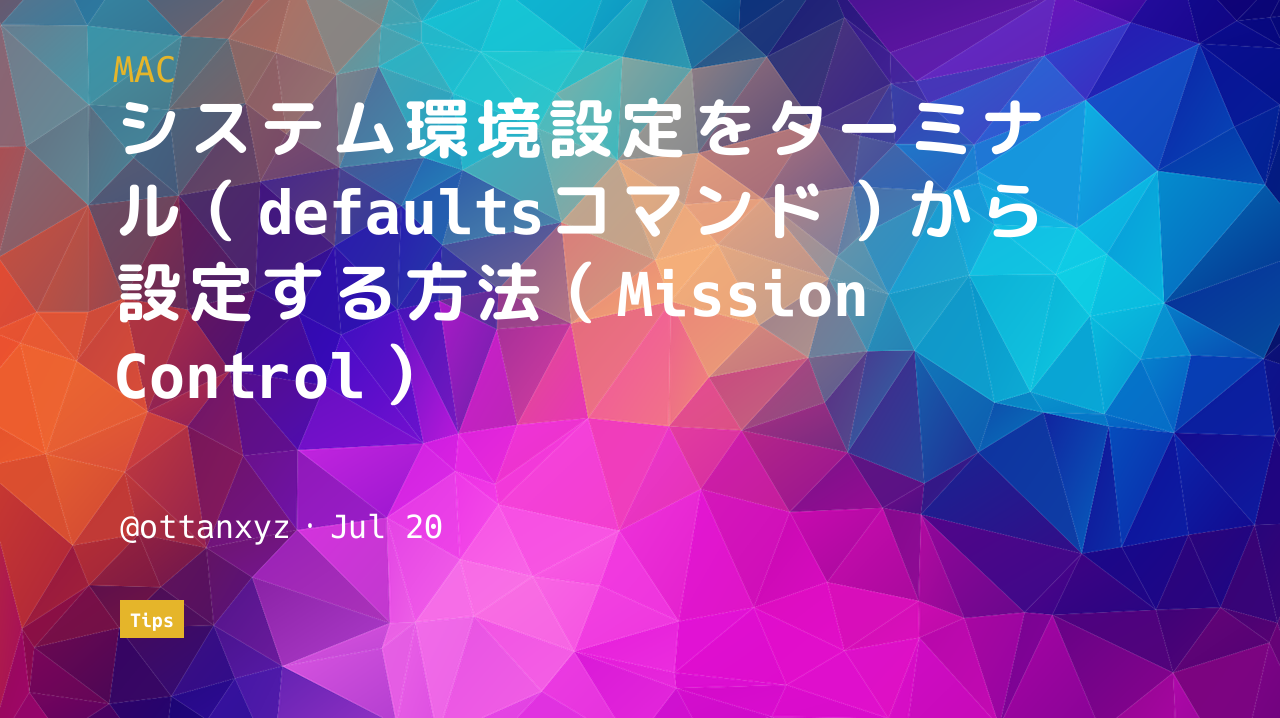 MAC
システム環境設定をターミナ
ル（defaultsコマンド）から
設定する方法（Mission
Control）
@ottanxyz · Jul 20
Tips